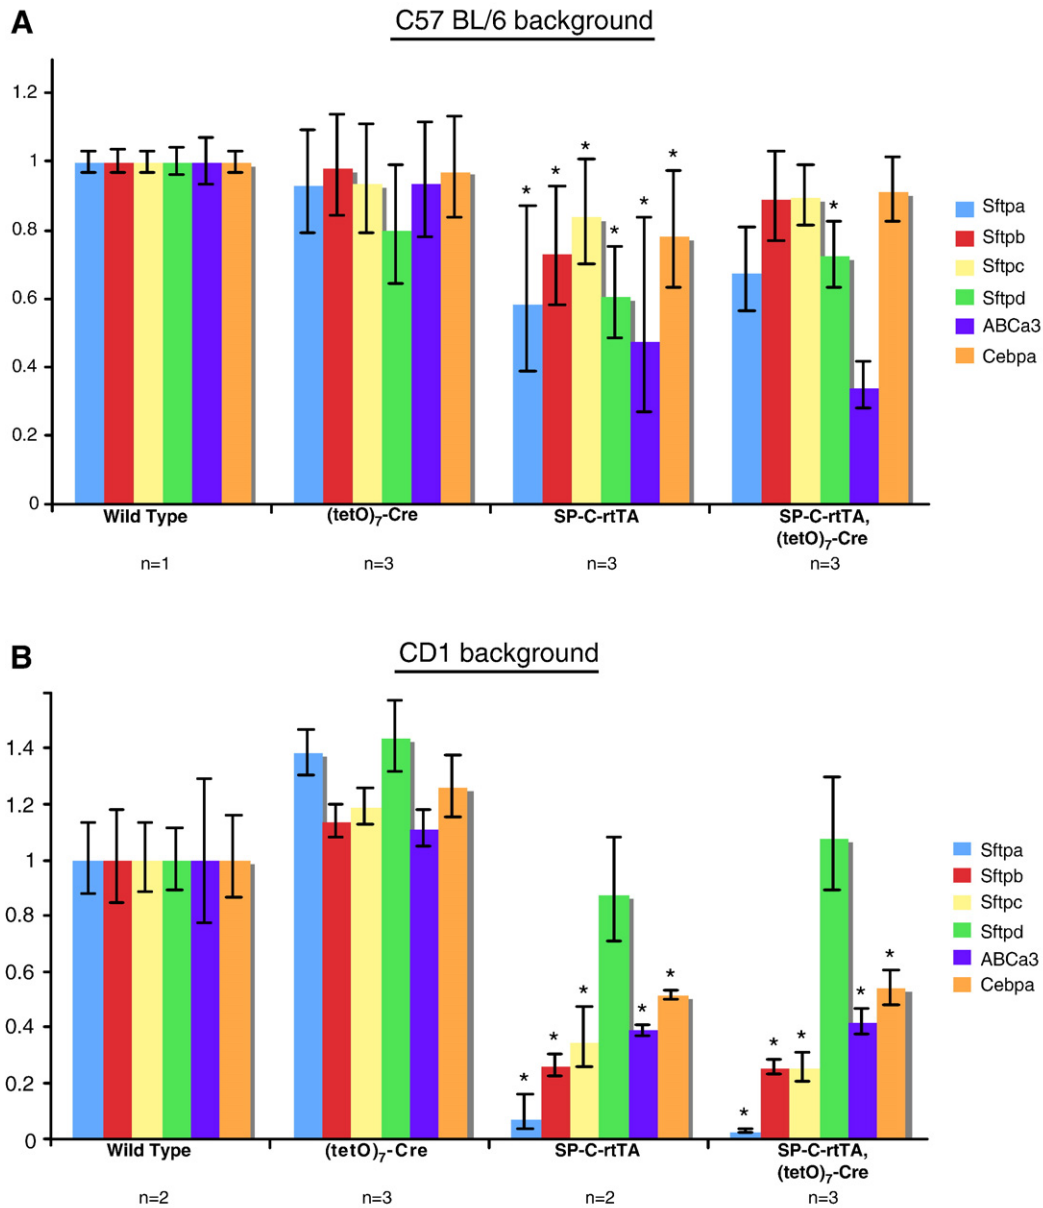 A
C57 BL/6 background
1.2
1
0.8
0.6
0.4
0.2
0
* * * * * * *
Sftpa
Sftpb
Sftpc
Sftpd
ABCa3
Cebpa
Wild Type (tetO)7-Cre SP-C-rtTA SP-C-rtTA,
(tetO)7-Cre
n=1 n=3 n=3 n=3
B
CD1 background
1.4
1.2
1
0.8
0.6
0.4
0.2
0
* * * * * * * * * *
Sftpa
Sftpb
Sftpc
Sftpd
ABCa3
Cebpa
Wild Type (tetO)7-Cre SP-C-rtTA SP-C-rtTA,
(tetO)7-Cre
n=2 n=3 n=2 n=3